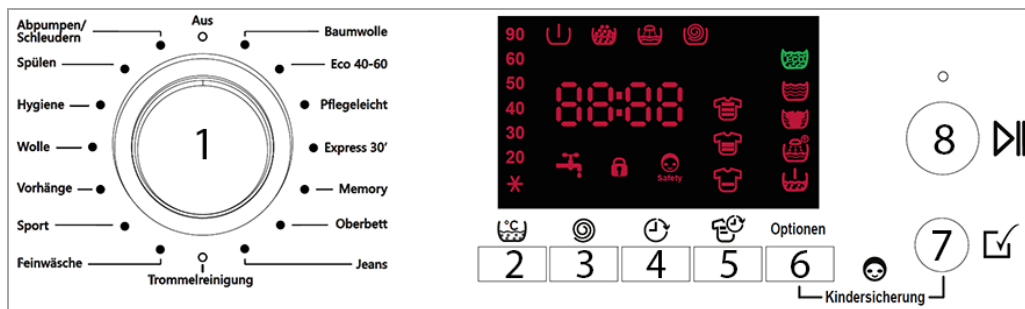 Aus
Abpumpen/
Schleudern
Baumwolle
Spülen
Eco 40-60
Hygiene
Pflegeleicht
Wolle
Express 30'
Vorhänge
Memory
Sport
Oberbett
Feinwäsche
Jeans
Trommelreinigung
1
90
60
50
40
30
20
88:88
ECO
Safety
°C
Optionen
2
3
4
5
6
7
8
Kindersicherung